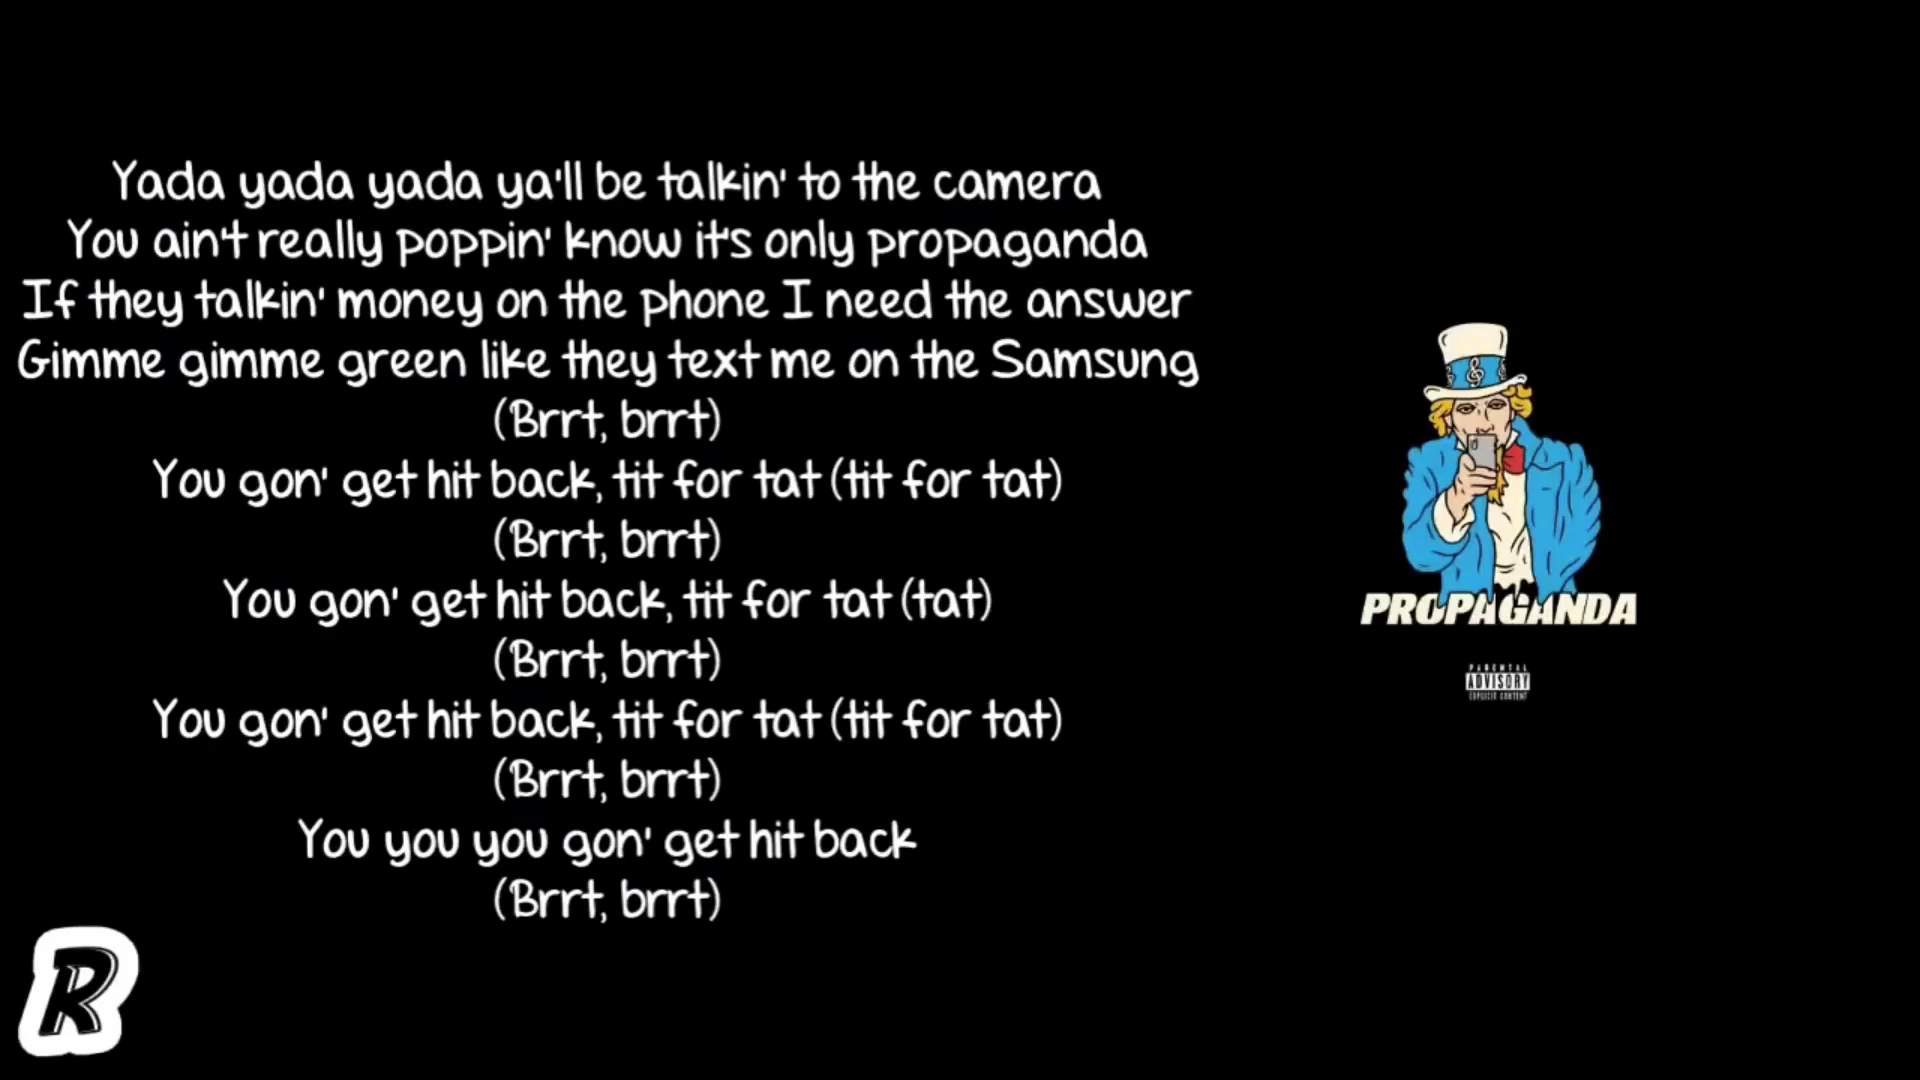 Yada yada yada ya'll be talkin' to the camera
You ain't really poppin' know it's only propaganda
If they talkin' money on the phone I need the answer
Gimme gimme green like they text me on the Samsung
(Brrt, brrt)
You gon' get hit back, tit for tat (tit for tat)
(Brrt, brrt)
You gon' get hit back, tit for tat (tat)
(Brrt, brrt)
You gon' get hit back, tit for tat (tit for tat)
(Brrt, brrt)
You you you gon' get hit back
(Brrt, brrt)
PROPAGANDA
PARENTAL
ADVISORY
EXPLICIT CONTENT
R